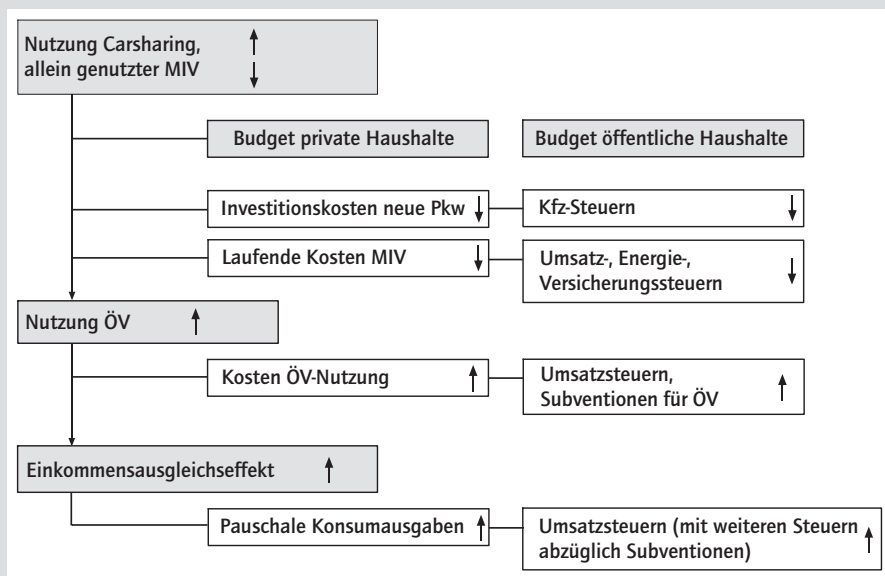 Nutzung Carsharing,
allein genutzter MIV
Budget private Haushalte
Budget öffentliche Haushalte
Investitionskosten neue Pkw
Kfz-Steuern
Laufende Kosten MIV
Umsatz-, Energie-,
Versicherungssteuern
Nutzung ÖV
Kosten ÖV-Nutzung
Umsatzsteuern,
Subventionen für ÖV
Einkommensausgleichseffekt
Pauschale Konsumausgaben
Umsatzsteuern (mit weiteren Steuern
abzüglich Subventionen)